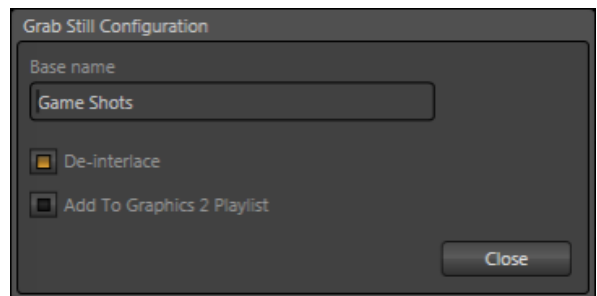 Grab Still Configuration
Base name
Game Shots
De-interlace
Add To Graphics 2 Playlist
Close